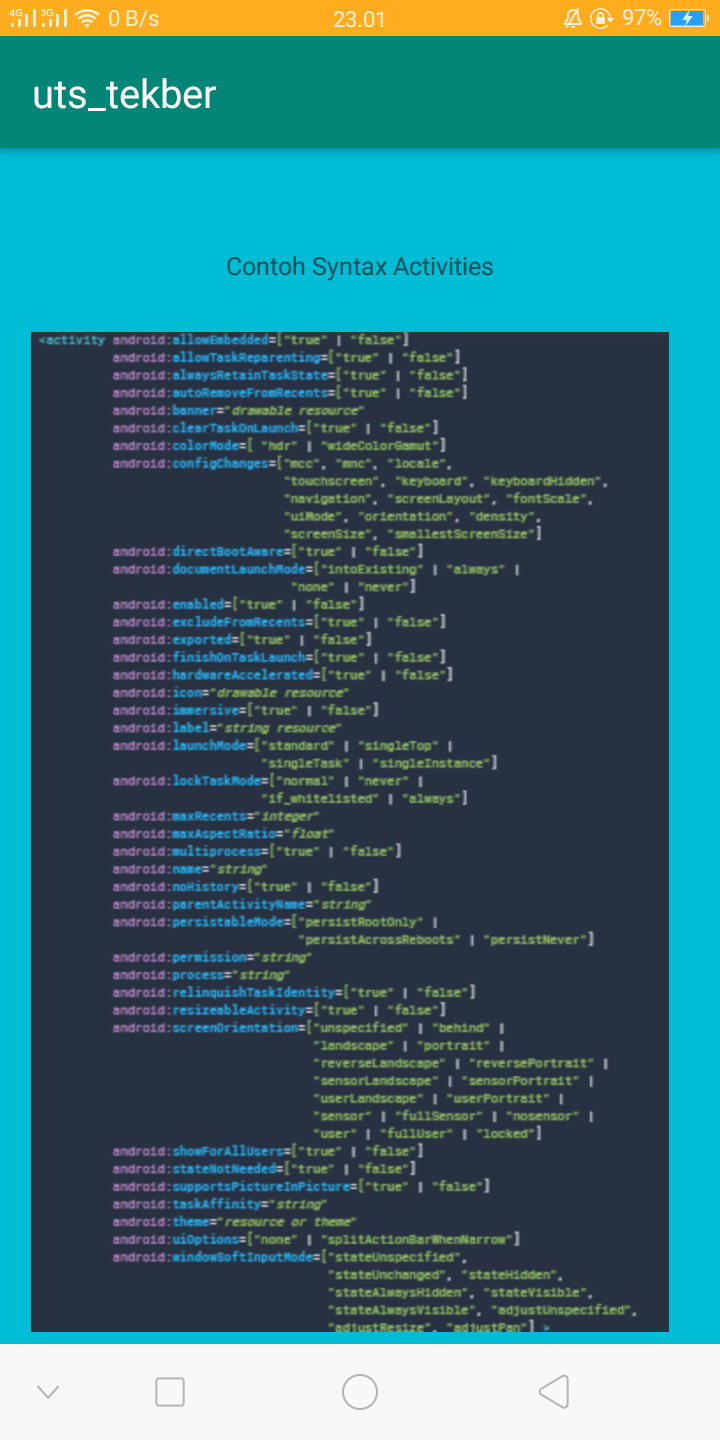 4G 3G 0 B/s 23.01 97%
uts_tekber
Contoh Syntax Activities
<activity android:allowEmbedded=["true" | "false"]
android:allowTaskReparenting=["true" | "false"]
android:alwaysRetainTaskState=["true" | "false"]
android:autoRemoveFromRecents=["true" | "false"]
android:banner="drawable resource"
android:clearTaskOnLaunch=["true" | "false"]
android:colorMode=[ "hdr" | "wideColorGamut"]
android:configChanges=["mcc", "mnc", "locale",
"touchscreen", "keyboard", "keyboardHidden",
"navigation", "screenLayout", "fontScale",
"uiMode", "orientation", "density",
"screenSize", "smallestScreenSize"]
android:directBootAware=["true" | "false"]
android:documentLaunchMode=["intoExisting" | "always" |
"none" | "never"]
android:enabled=["true" | "false"]
android:excludeFromRecents=["true" | "false"]
android:exported=["true" | "false"]
android:finishOnTaskLaunch=["true" | "false"]
android:hardwareAccelerated=["true" | "false"]
android:icon="drawable resource"
android:immersive=["true" | "false"]
android:label="string resource"
android:launchMode=["standard" | "singleTop" |
"singleTask" | "singleInstance"]
android:lockTaskMode=["normal" | "never" |
"if_whitelisted" | "always"]
android:maxRecents="integer"
android:maxAspectRatio="float"
android:multiprocess=["true" | "false"]
android:name="string"
android:noHistory=["true" | "false"]
android:parentActivityName="string"
android:persistableMode=["persistRootOnly" |
"persistAcrossReboots" | "persistNever"]
android:permission="string"
android:process="string"
android:relinquishTaskIdentity=["true" | "false"]
android:resizeableActivity=["true" | "false"]
android:screenOrientation=["unspecified" | "behind" |
"landscape" | "portrait" |
"reverseLandscape" | "reversePortrait" |
"sensorLandscape" | "sensorPortrait" |
"userLandscape" | "userPortrait" |
"sensor" | "fullSensor" | "nosensor" |
"user" | "fullUser" | "locked"]
android:showForAllUsers=["true" | "false"]
android:stateNotNeeded=["true" | "false"]
android:supportsPictureInPicture=["true" | "false"]
android:taskAffinity="string"
android:theme="resource or theme"
android:uiOptions=["none" | "splitActionBarWhenNarrow"]
android:windowSoftInputMode=["stateUnspecified",
"stateUnchanged", "stateHidden",
"stateAlwaysHidden", "stateVisible",
"stateAlwaysVisible", "adjustUnspecified",
"adjustResize", "adjustPan"] >